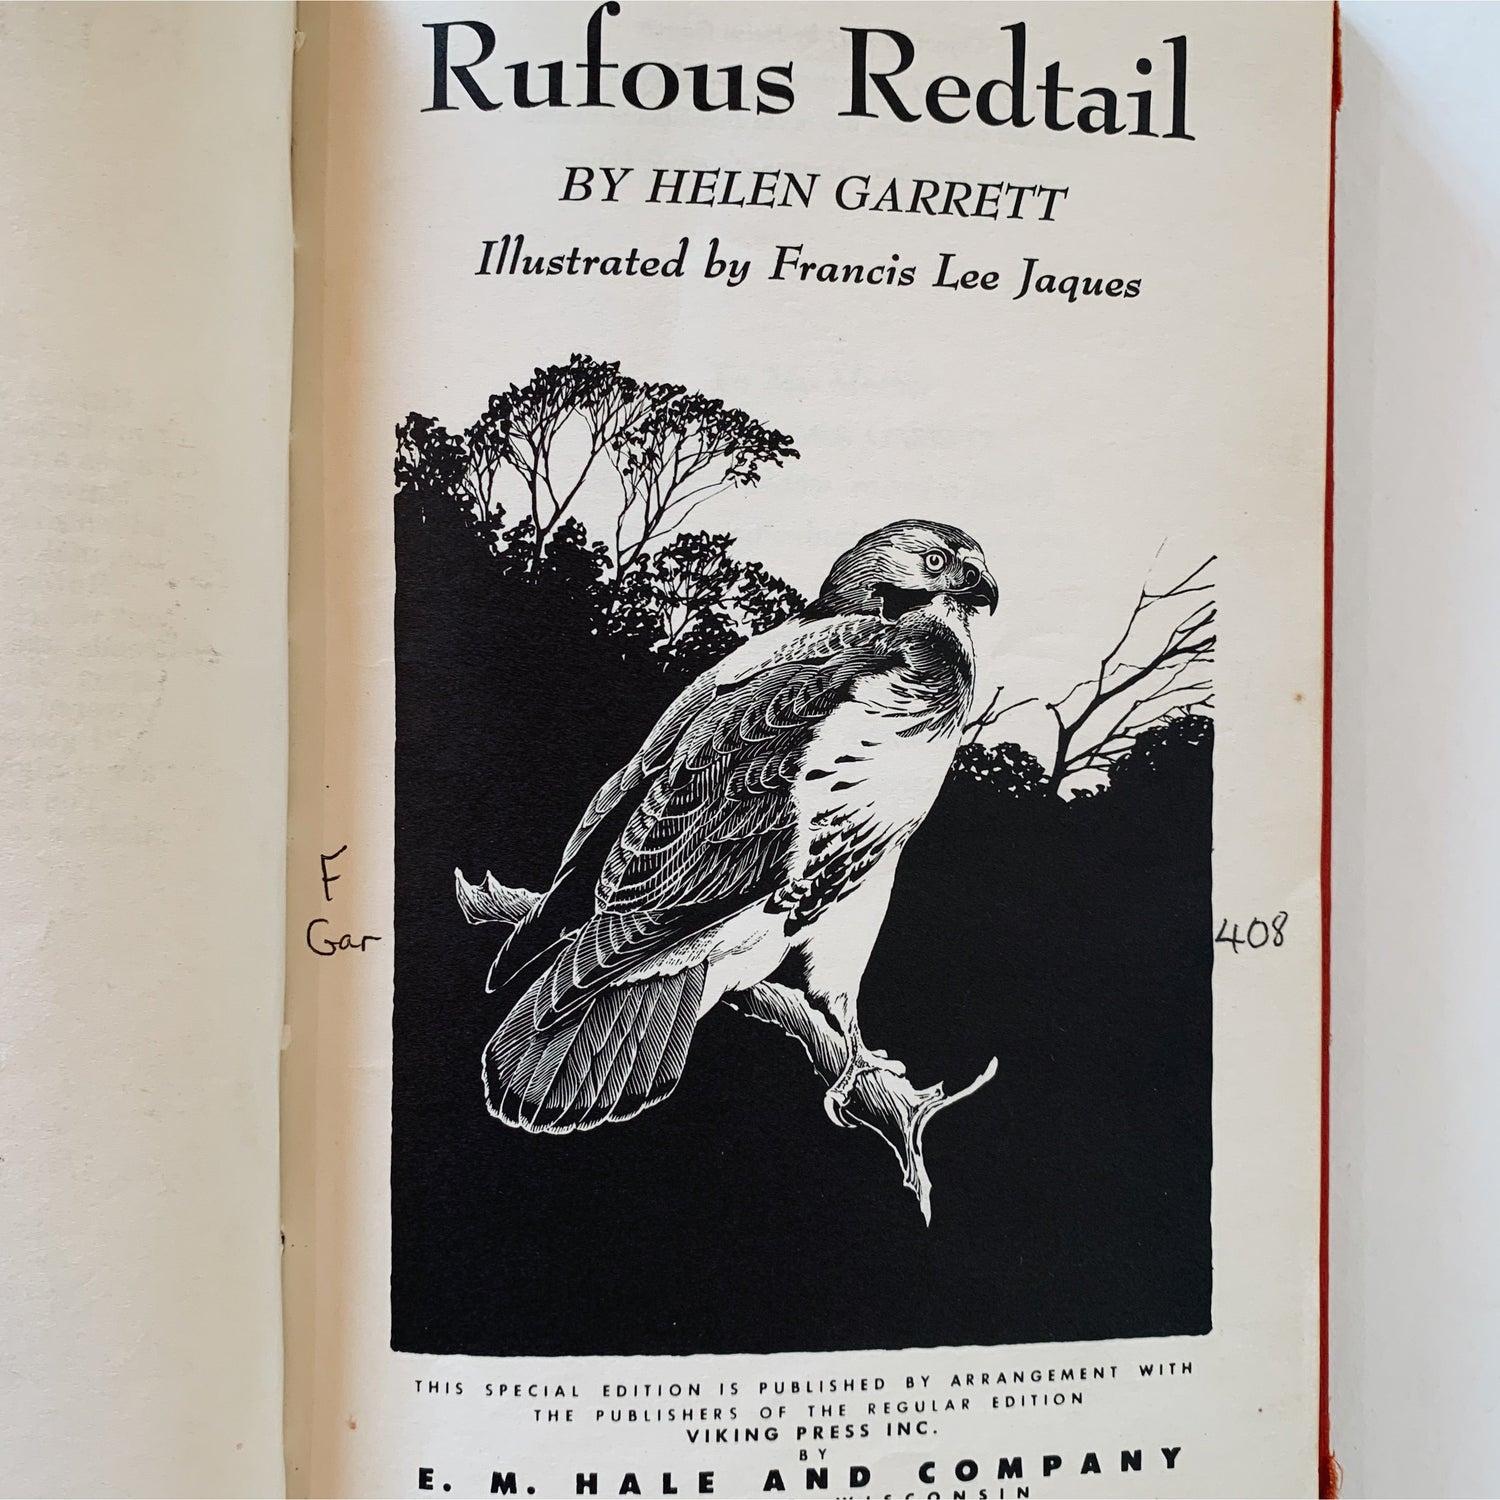 Rufous Redtail
BY HELEN GARRETT
Illustrated by Francis Lee Jaques
F
Gar
408
THIS SPECIAL EDITION IS PUBLISHED BY ARRANGEMENT WITH
THE PUBLISHERS OF THE REGULAR EDITION
VIKING PRESS INC.
BY
E. M. HALE AND COMPANY
WISCONSIN